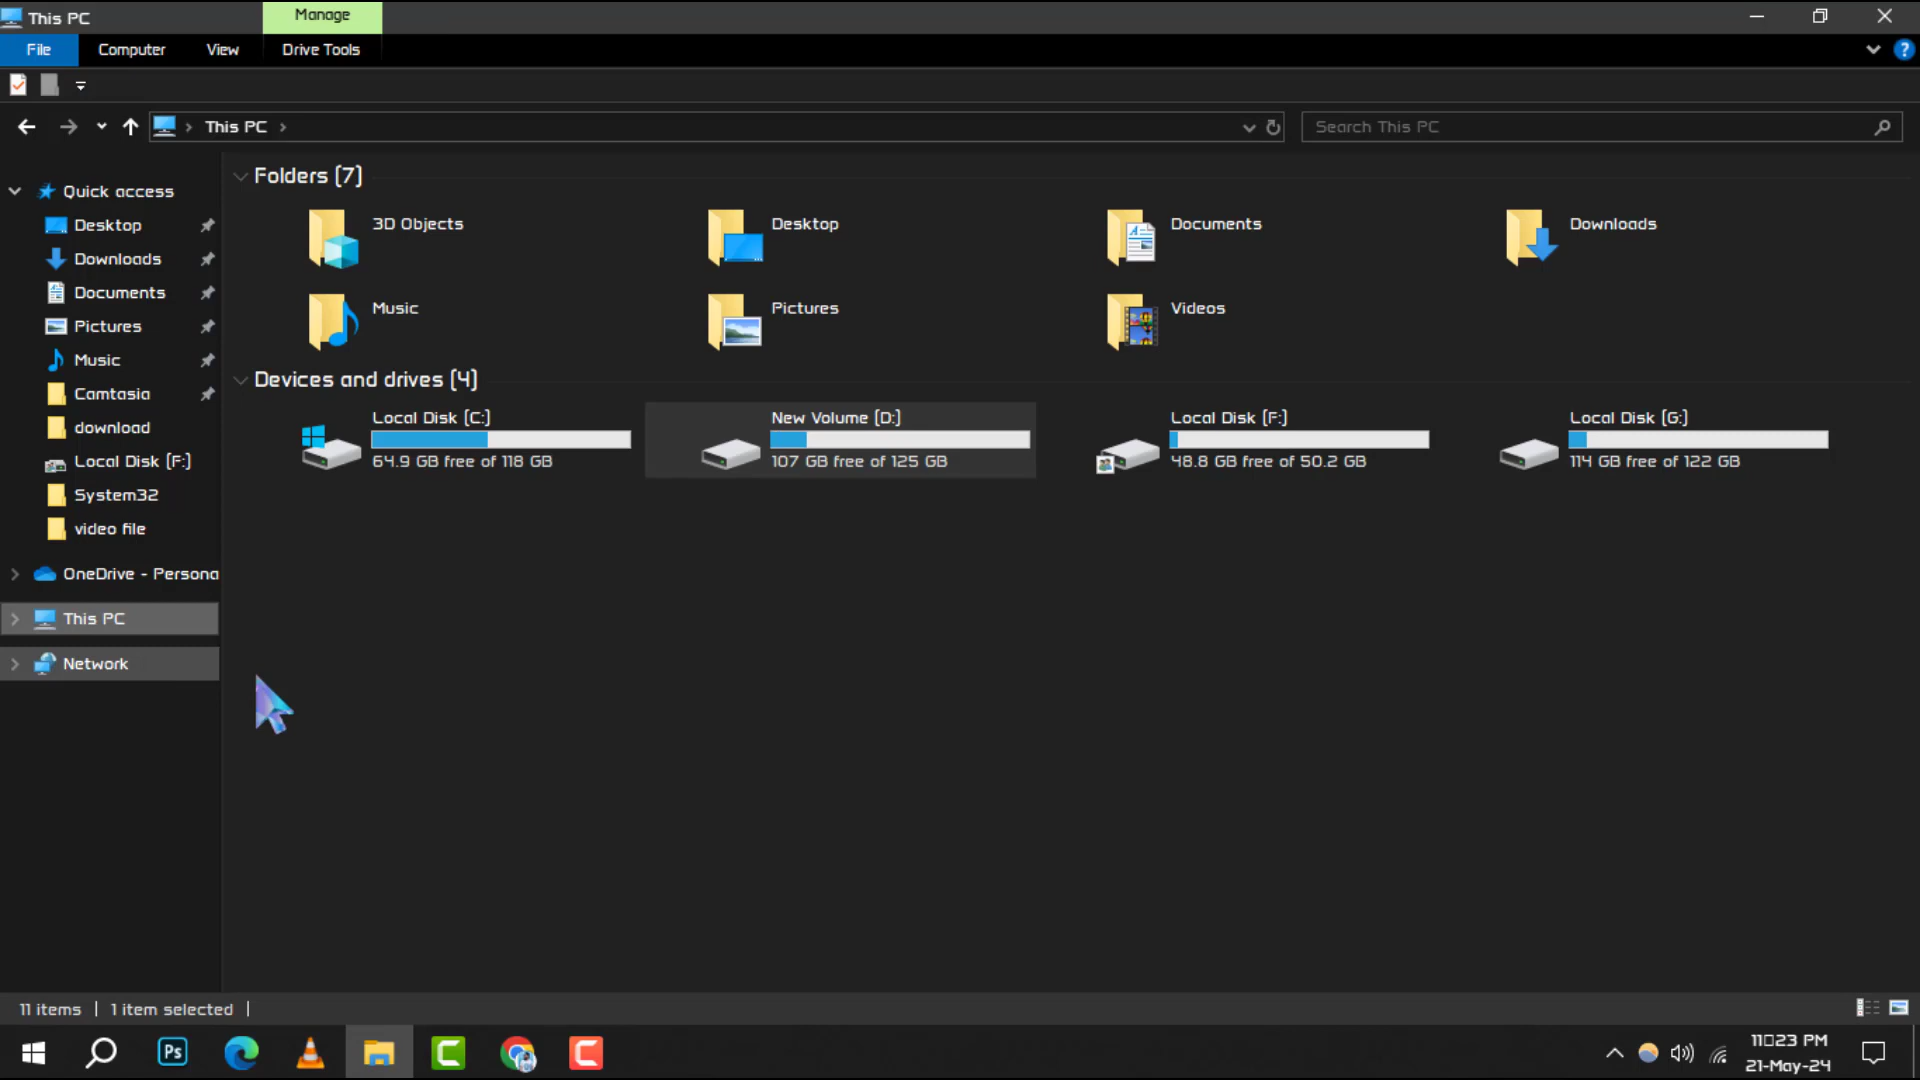 This PC
Manage
File
Computer
View
Drive Tools
This PC
Search This PC
Quick access
Desktop
Downloads
Documents
Pictures
Music
Camtasia
download
Local Disk (F:)
System32
video file
OneDrive - Persona
This PC
Network
Folders (7)
3D Objects
Desktop
Documents
Downloads
Music
Pictures
Videos
Devices and drives (4)
Local Disk (C:)
64.9 GB free of 118 GB
New Volume (D:)
107 GB free of 125 GB
Local Disk (F:)
48.8 GB free of 50.2 GB
Local Disk (G:)
114 GB free of 122 GB
11 items
1 item selected
Ps
11□23 PM
21-May-24